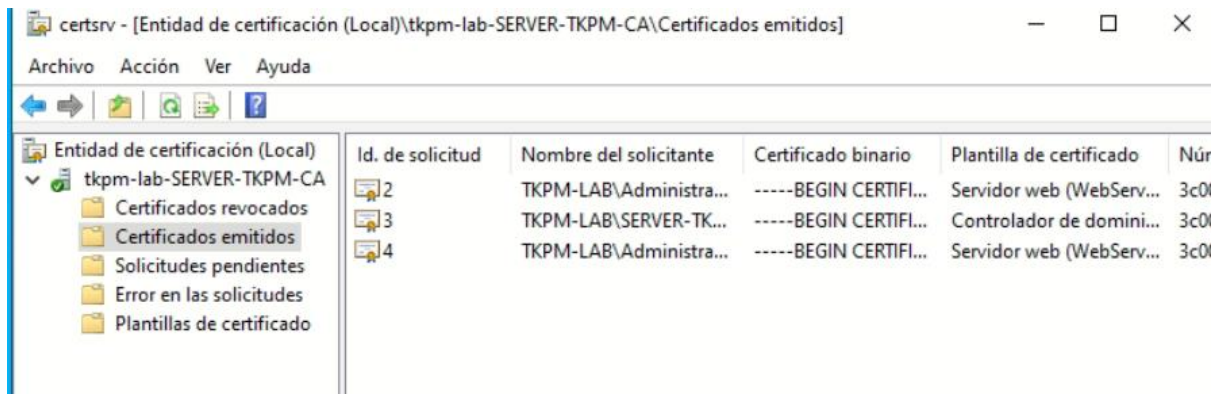 certsrv - [Entidad de certificación (Local)\tkpm-lab-SERVER-TKPM-CA\Certificados emitidos]
Archivo Acción Ver Ayuda
Entidad de certificación (Local)
tkpm-lab-SERVER-TKPM-CA
Certificados revocados
Certificados emitidos
Solicitudes pendientes
Error en las solicitudes
Plantillas de certificado
Id. de solicitud Nombre del solicitante Certificado binario Plantilla de certificado Núr
2 TKPM-LAB\Administra... -----BEGIN CERTIFI... Servidor web (WebServ... 3c00
3 TKPM-LAB\SERVER-TK... -----BEGIN CERTIFI... Controlador de domini... 3c00
4 TKPM-LAB\Administra... -----BEGIN CERTIFI... Servidor web (WebServ... 3c00